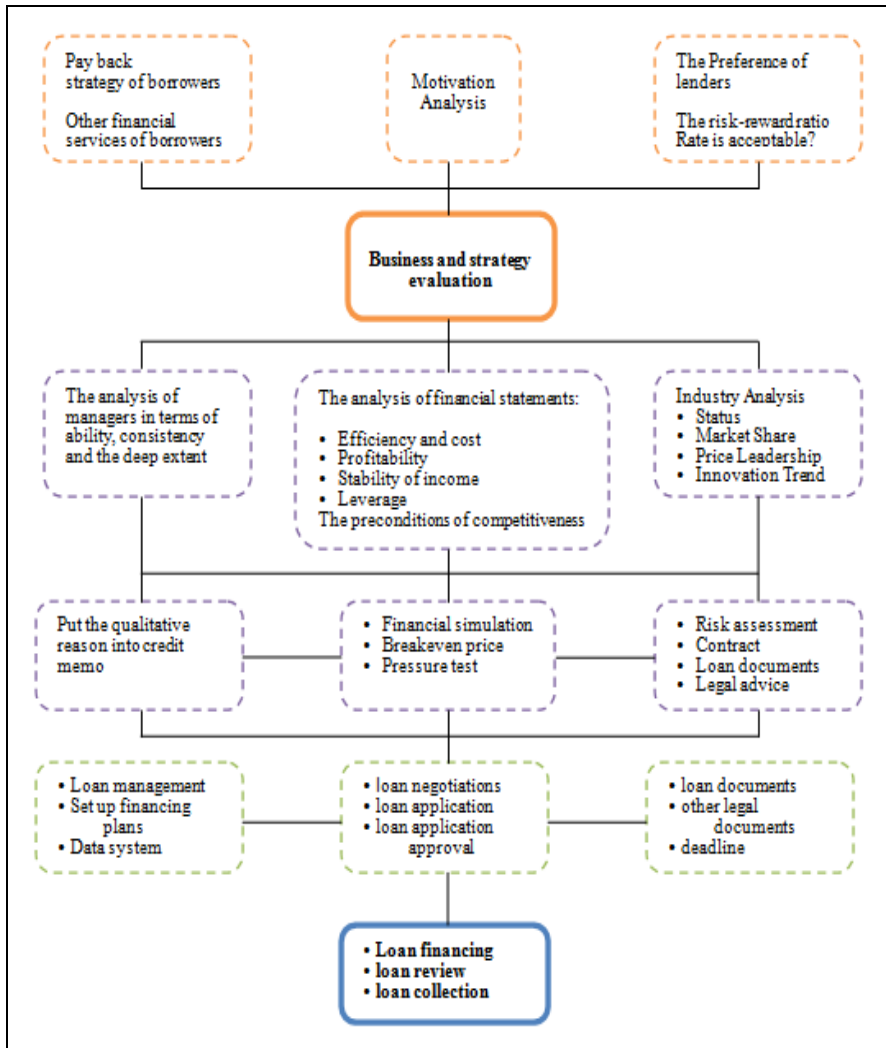 Pay back
strategy of borrowers
Other financial
services of borrowers
Motivation
Analysis
The Preference of
lenders
The risk-reward ratio
Rate is acceptable?
Business and strategy
evaluation
The analysis of
managers in terms of
ability, consistency
and the deep extent
The analysis of financial statements:
• Efficiency and cost
• Profitability
• Stability of income
• Leverage
The preconditions of competitiveness
Industry Analysis
• Status
• Market Share
• Price Leadership
• Innovation Trend
Put the qualitative
reason into credit
memo
• Financial simulation
• Breakeven price
• Pressure test
• Risk assessment
• Contract
• Loan documents
• Legal advice
• Loan management
• Set up financing
plans
• Data system
• loan negotiations
• loan application
• loan application
approval
• loan documents
• other legal
documents
• deadline
• Loan financing
• loan review
• loan collection